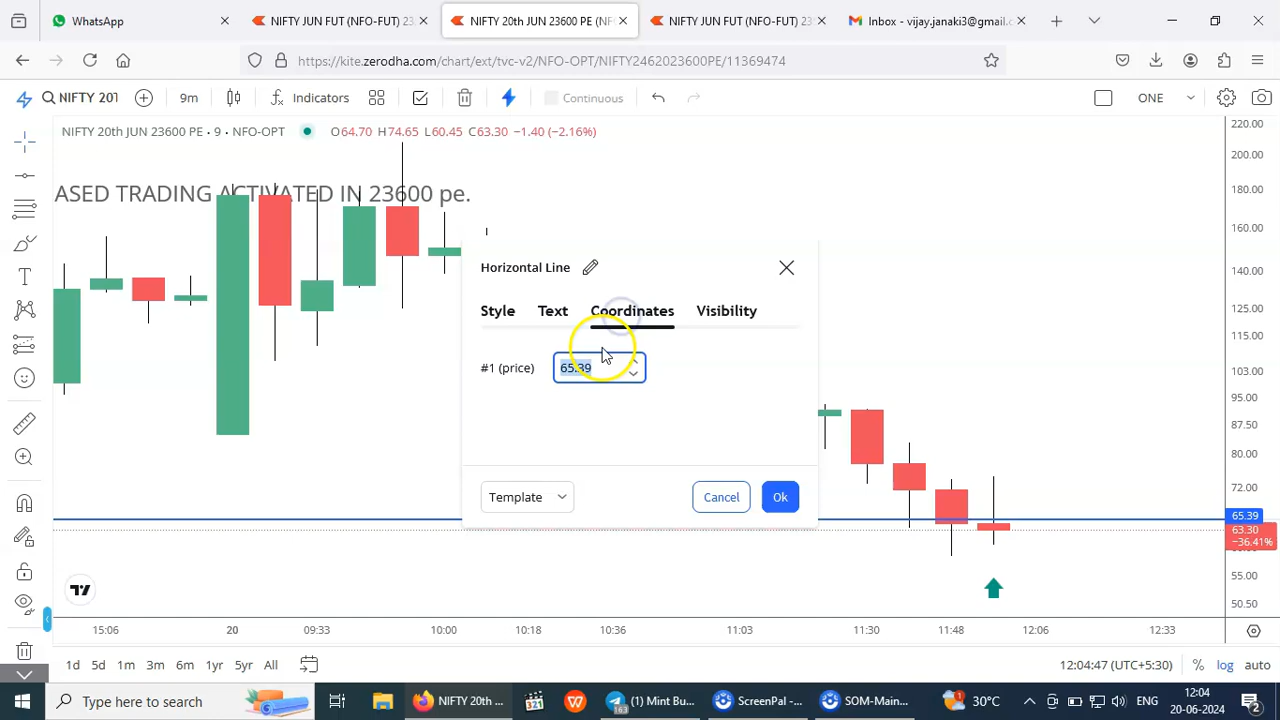 WhatsApp
NIFTY JUN FUT (NFO-FUT) 23
NIFTY 20th JUN 23600 PE (NF
NIFTY JUN FUT (NFO-FUT) 23
Inbox - vijay.janaki3@gmail.c
https://kite.zerodha.com/chart/ext/tvc-v2/NFO-OPT/NIFTY2462023600PE/11369474
NIFTY 20T
9m
Indicators
Continuous
ONE
NIFTY 20th JUN 23600 PE · 9 · NFO-OPT
O64.70 H74.65 L60.45 C63.30 −1.40 (−2.16%)
ASED TRADING ACTIVATED IN 23600 pe.
220.00
200.00
180.00
160.00
140.00
125.00
115.00
103.00
95.00
87.50
80.00
72.00
65.39
63.30
−36.41%
55.00
50.50
Horizontal Line
Style
Text
Coordinates
Visibility
#1 (price)
65.39
Template
Cancel
Ok
15:06
20
09:33
10:00
10:18
10:36
11:03
11:30
11:48
12:06
12:33
1d
5d
1m
3m
6m
1yr
5yr
All
12:04:47 (UTC+5:30)
%
log
auto
Type here to search
NIFTY 20th ...
(1) Mint Bu...
163
ScreenPal -...
SOM-Main...
1
30°C
ENG
12:04
20-06-2024
2